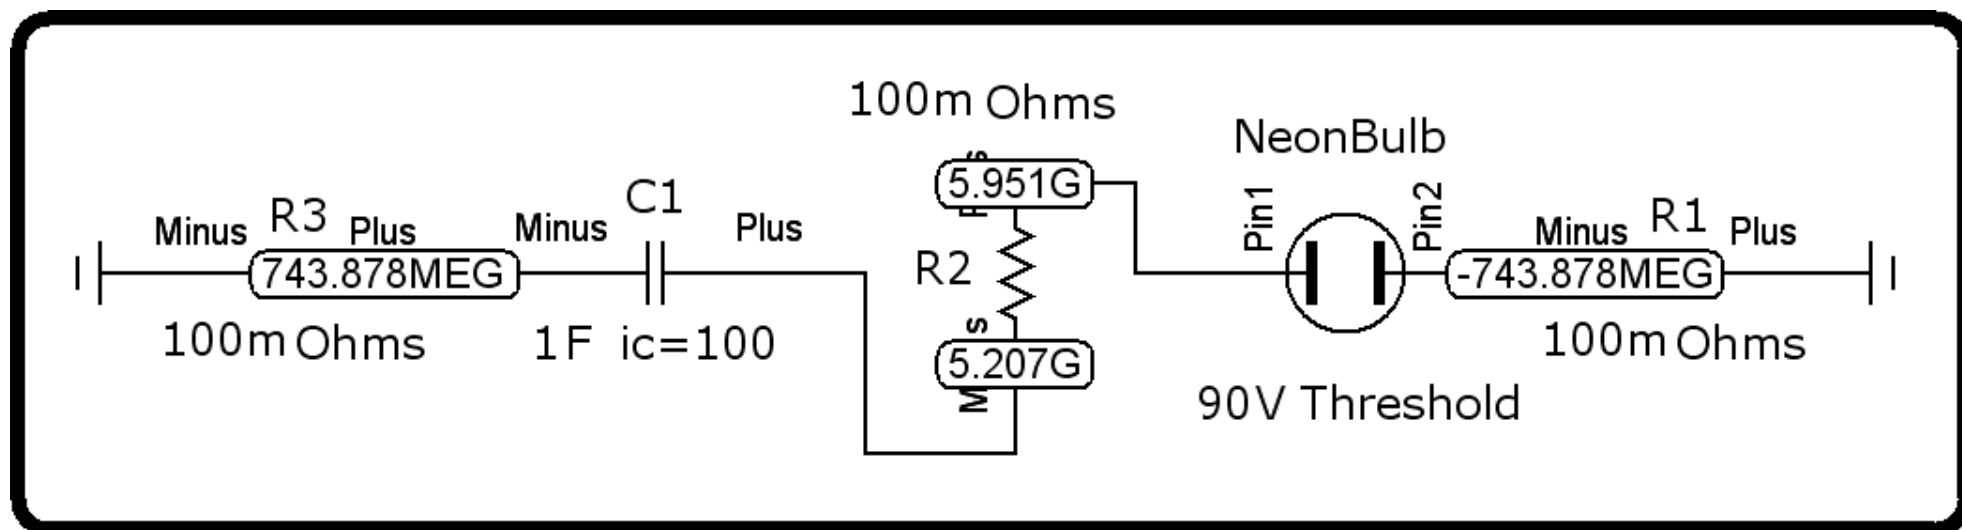 100m Ohms
NeonBulb
5.951G
Pin1
Pin2
C1
R3
R1
Minus
Plus
Minus
Plus
Minus
Plus
743.878MEG
R2
-743.878MEG
100m Ohms
1F ic=100
5.207G
100m Ohms
90V Threshold